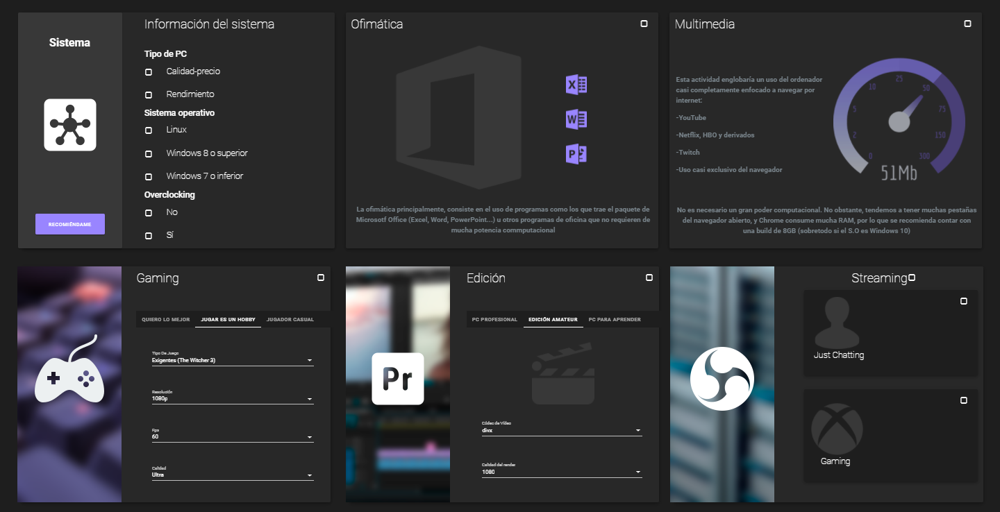 Sistema
RECOMIÉNDAME
Información del sistema
Tipo de PC
Calidad-precio
Rendimiento
Sistema operativo
Linux
Windows 8 o superior
Windows 7 o inferior
Overclocking
No
Sí
Ofimática
X
W
P
La ofimática principalmente, consiste en el uso de programas como los que trae el paquete de
Microsotf Office (Excel, Word, PowerPoint...) u otros programas de oficina que no requieren de
mucha potencia commputacional
Multimedia
Esta actividad englobaría un uso del ordenador
casi completamente enfocado a navegar por
internet:
-YouTube
-Netflix, HBO y derivados
-Twitch
-Uso casi exclusivo del navegador
0
2
5
10
25
50
75
150
300
51Mb
No es necesario un gran poder computacional. No obstante, tendemos a tener muchas pestañas
del navegador abierto, y Chrome consume mucha RAM, por lo que se recomienda contar con
una build de 8GB (sobretodo si el S.O es Windows 10)
Gaming
QUIERO LO MEJOR JUGAR ES UN HOBBY JUGADOR CASUAL
Tipo De Juego
Exigentes (The Witcher 3)
Resolución
1080p
Fps
60
Calidad
Ultra
Pr
Edición
PC PROFESIONAL EDICIÓN AMATEUR PC PARA APRENDER
Códec de Vídeo
divx
Calidad del render
1080
Streaming
Just Chatting
Gaming